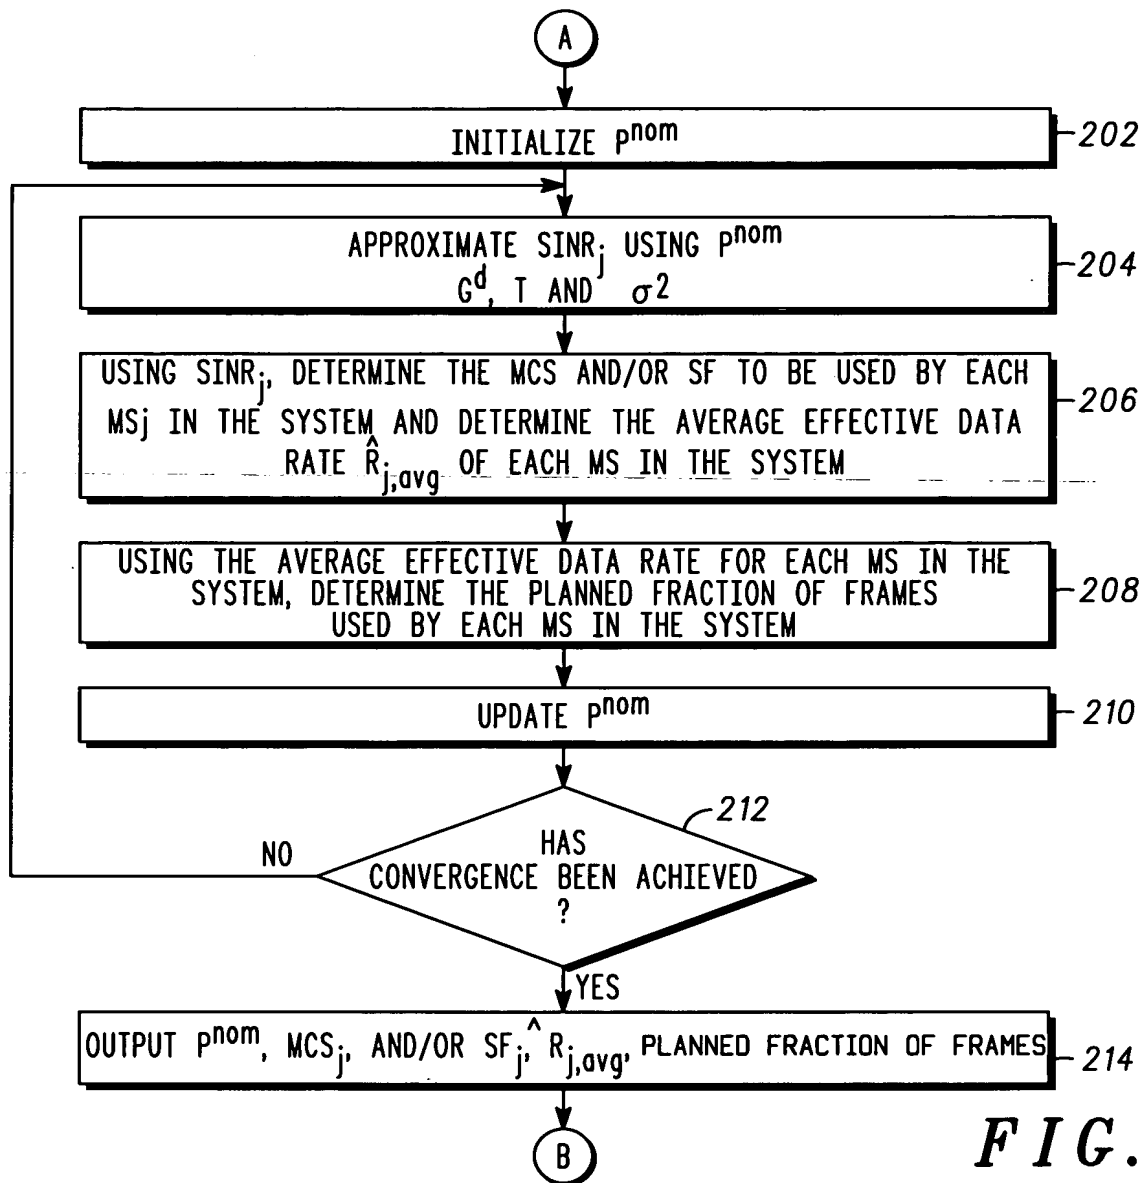 A
INITIALIZE P^nom
202
APPROXIMATE SINR_j USING P^nom
G^d, T AND σ²
204
USING SINR_j, DETERMINE THE MCS AND/OR SF TO BE USED BY EACH
MSj IN THE SYSTEM AND DETERMINE THE AVERAGE EFFECTIVE DATA
RATE R̂_j,avg OF EACH MS IN THE SYSTEM
206
USING THE AVERAGE EFFECTIVE DATA RATE FOR EACH MS IN THE
SYSTEM, DETERMINE THE PLANNED FRACTION OF FRAMES
USED BY EACH MS IN THE SYSTEM
208
UPDATE P^nom
210
212
HAS
CONVERGENCE BEEN ACHIEVED
?
NO
YES
OUTPUT P^nom, MCS_j, AND/OR SF_j, ^ R_j,avg, PLANNED FRACTION OF FRAMES
214
B
FIG.